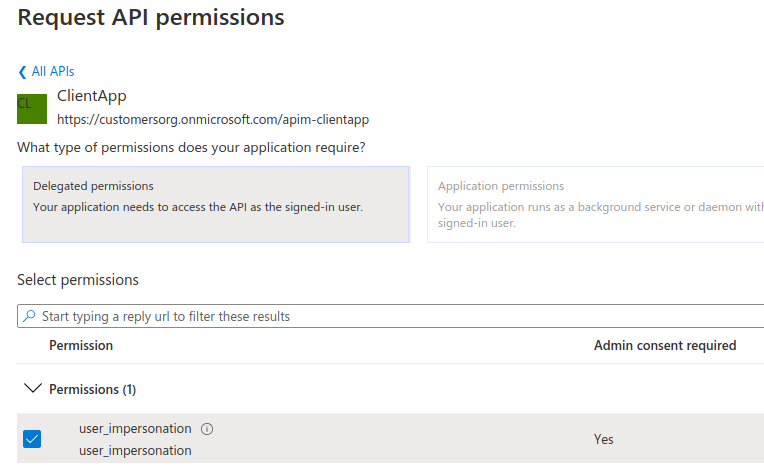 Request API permissions
All APIs
CL
ClientApp
https://customersorg.onmicrosoft.com/apim-clientapp
What type of permissions does your application require?
Delegated permissions
Your application needs to access the API as the signed-in user.
Application permissions
Your application runs as a background service or daemon with
signed-in user.
Select permissions
Start typing a reply url to filter these results
Permission
Admin consent required
Permissions (1)
user_impersonation
user_impersonation
Yes